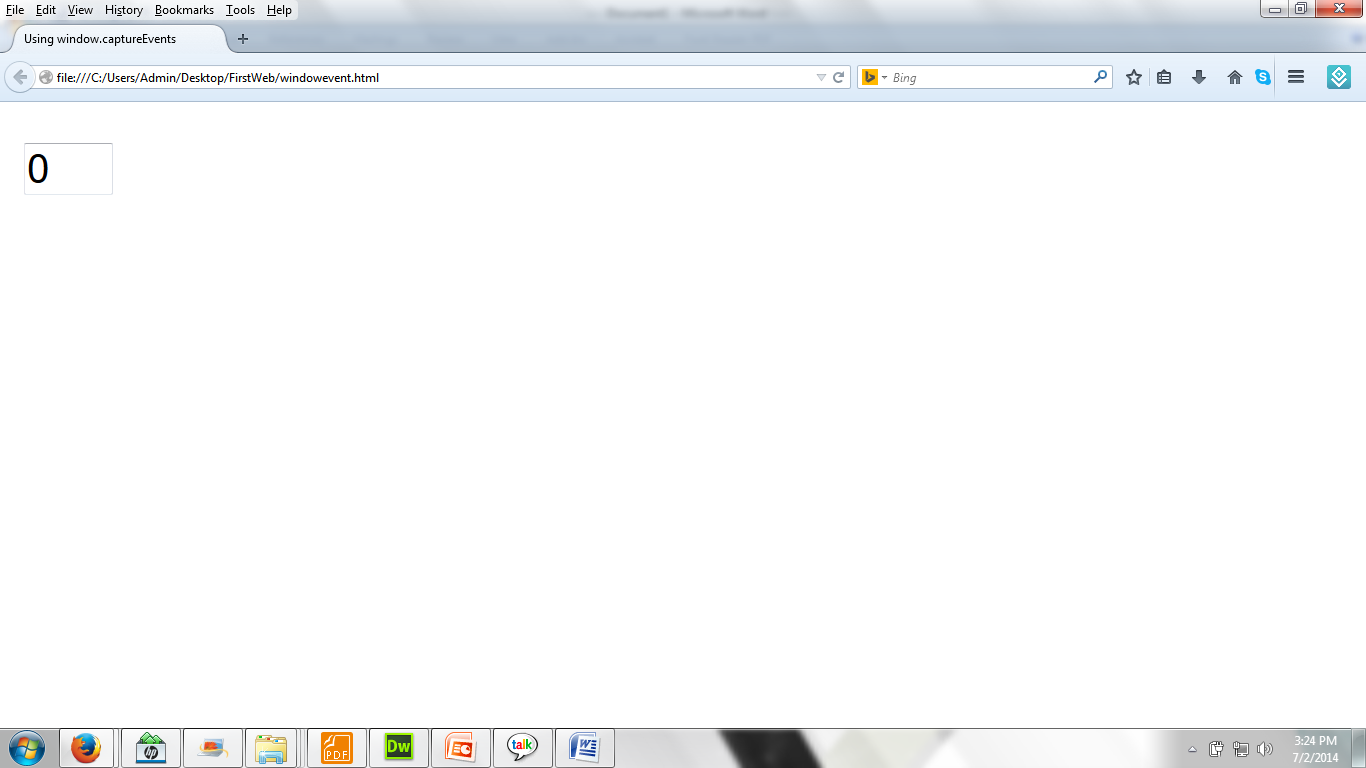 File Edit View History Bookmarks Tools Help
Using window.captureEvents
file:///C:/Users/Admin/Desktop/FirstWeb/windowevent.html
Bing
0
hp
PDF
Dw
talk
3:24 PM
7/2/2014